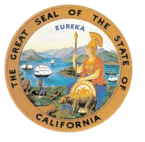 THE GREAT SEAL OF THE STATE OF
CALIFORNIA
EUREKA